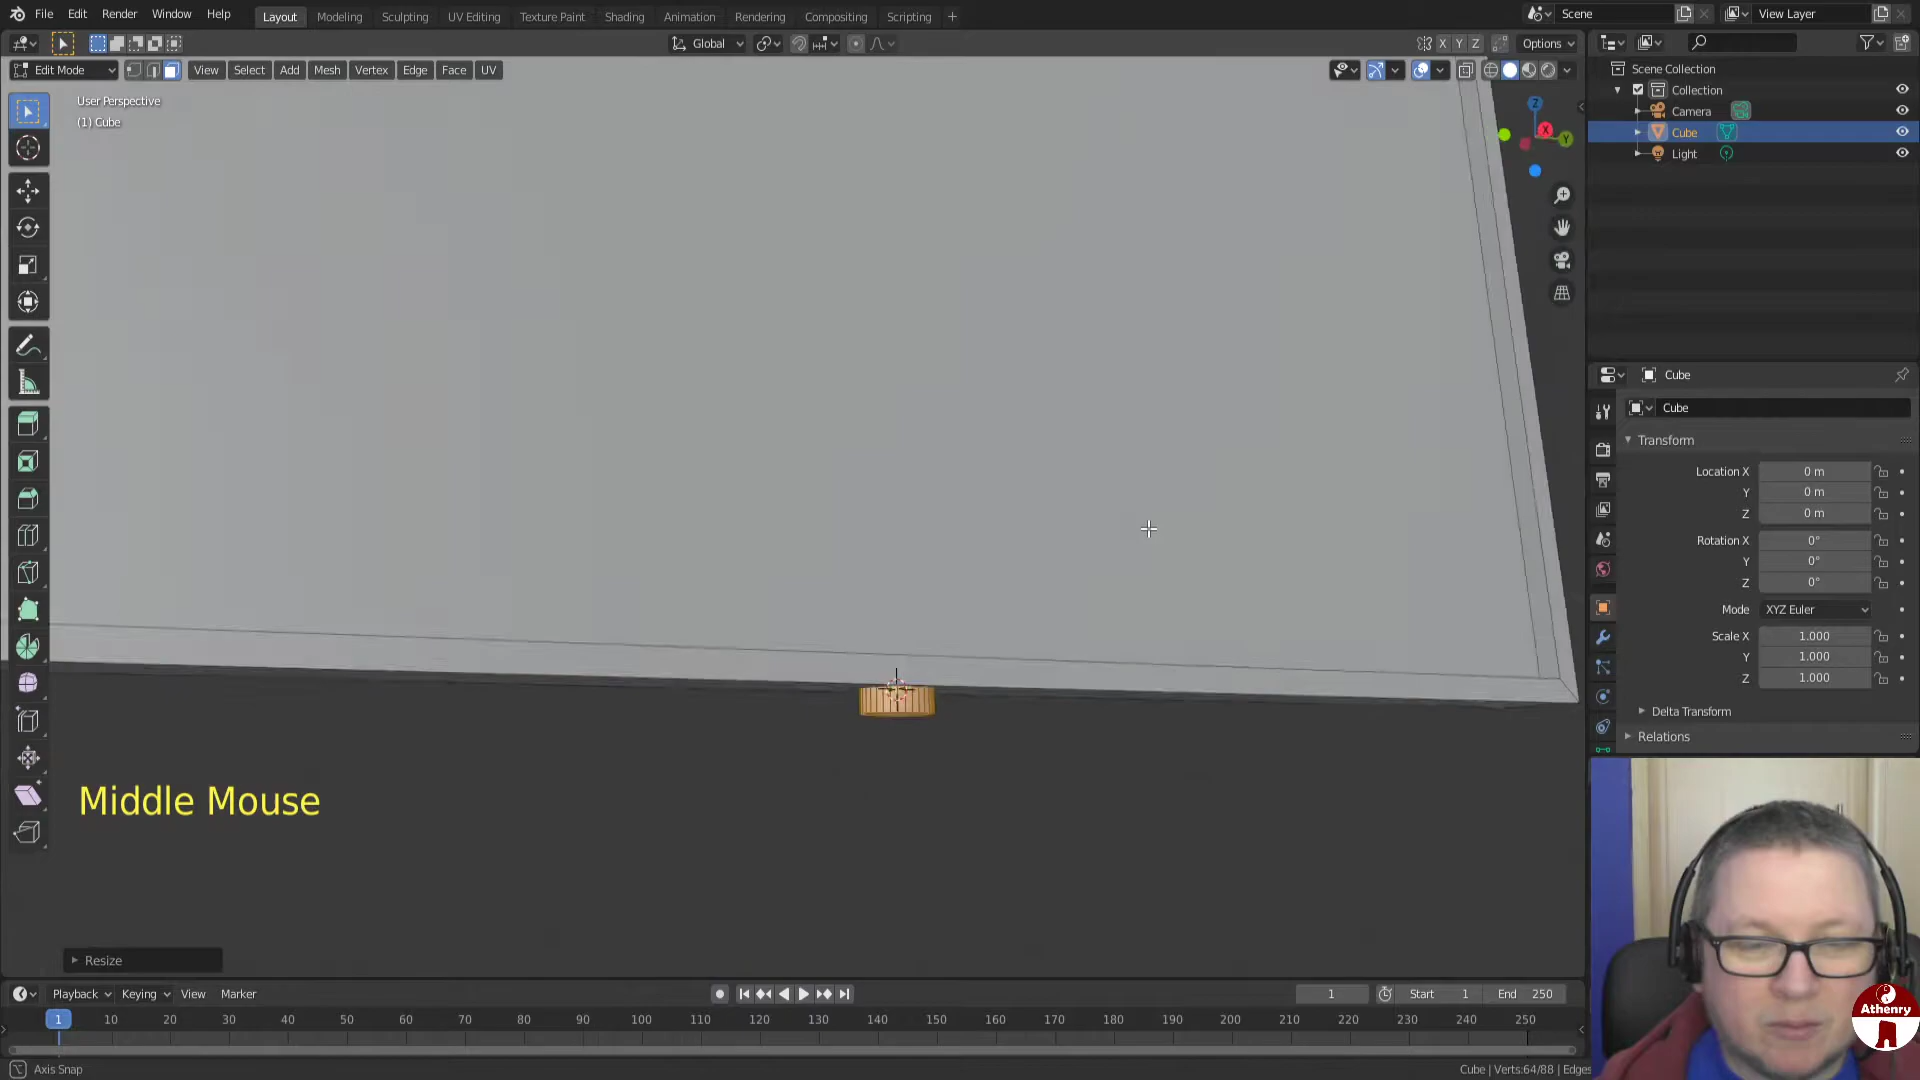 File Edit Render Window Help
Layout Modeling Sculpting UV Editing Texture Paint Shading Animation Rendering Compositing Scripting +
Scene
View Layer
Global
X Y Z
Options
Edit Mode
View Select Add Mesh Vertex Edge Face UV
User Perspective
(1) Cube
Z
X
Y
Scene Collection
Collection
Camera
Cube
Light
Cube
Cube
Transform
Location X 0 m
Y 0 m
Z 0 m
Rotation X 0°
Y 0°
Z 0°
Mode XYZ Euler
Scale X 1.000
Y 1.000
Z 1.000
Delta Transform
Relations
Middle Mouse
Resize
Playback Keying View Marker
1
Start 1
End 250
1 10 20 30 40 50 60 70 80 90 100 110 120 130 140 150 160 170 180 190 200 210 220 230 240 250
Axis Snap
Cube | Verts:64/88 | Edges
Athenry